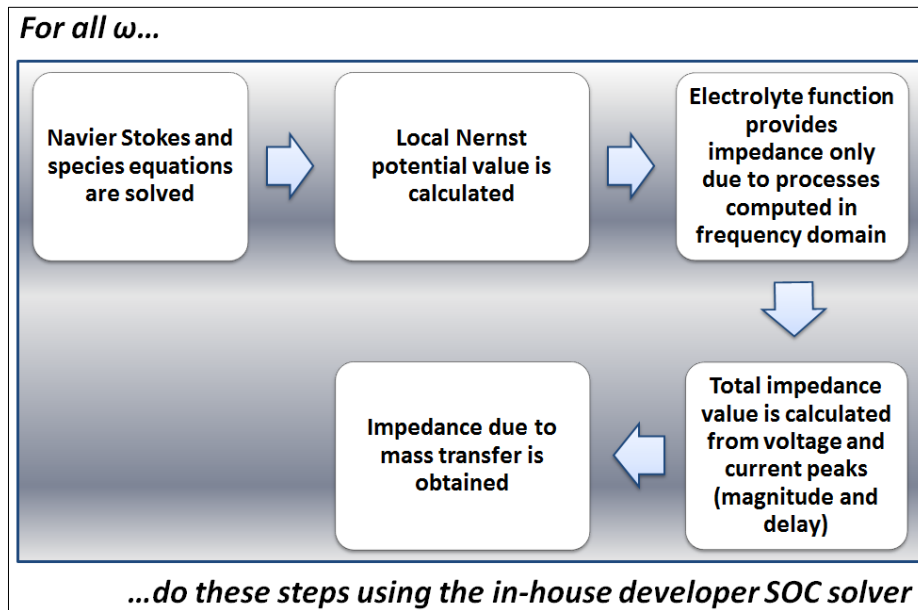 For all ω...
Navier Stokes and
species equations
are solved
Local Nernst
potential value is
calculated
Electrolyte function
provides
impedance only
due to processes
computed in
frequency domain
Total impedance
value is calculated
from voltage and
current peaks
(magnitude and
delay)
Impedance due to
mass transfer is
obtained
...do these steps using the in-house developer SOC solver